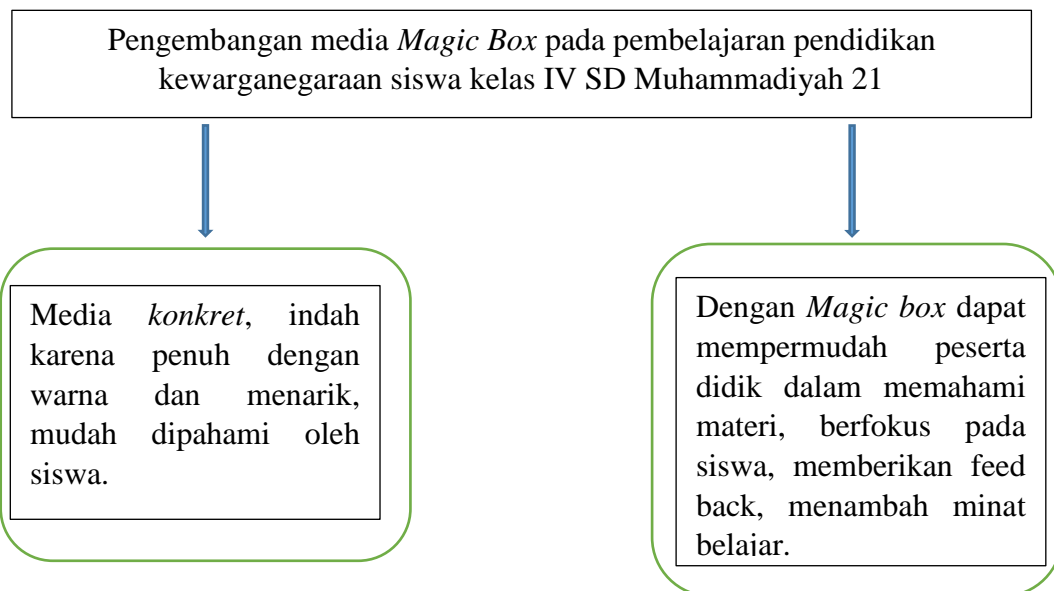 Pengembangan media Magic Box pada pembelajaran pendidikan
kewarganegaraan siswa kelas IV SD Muhammadiyah 21
Media konkret, indah
karena penuh dengan
warna dan menarik,
mudah dipahami oleh
siswa.
Dengan Magic box dapat
mempermudah peserta
didik dalam memahami
materi, berfokus pada
siswa, memberikan feed
back, menambah minat
belajar.